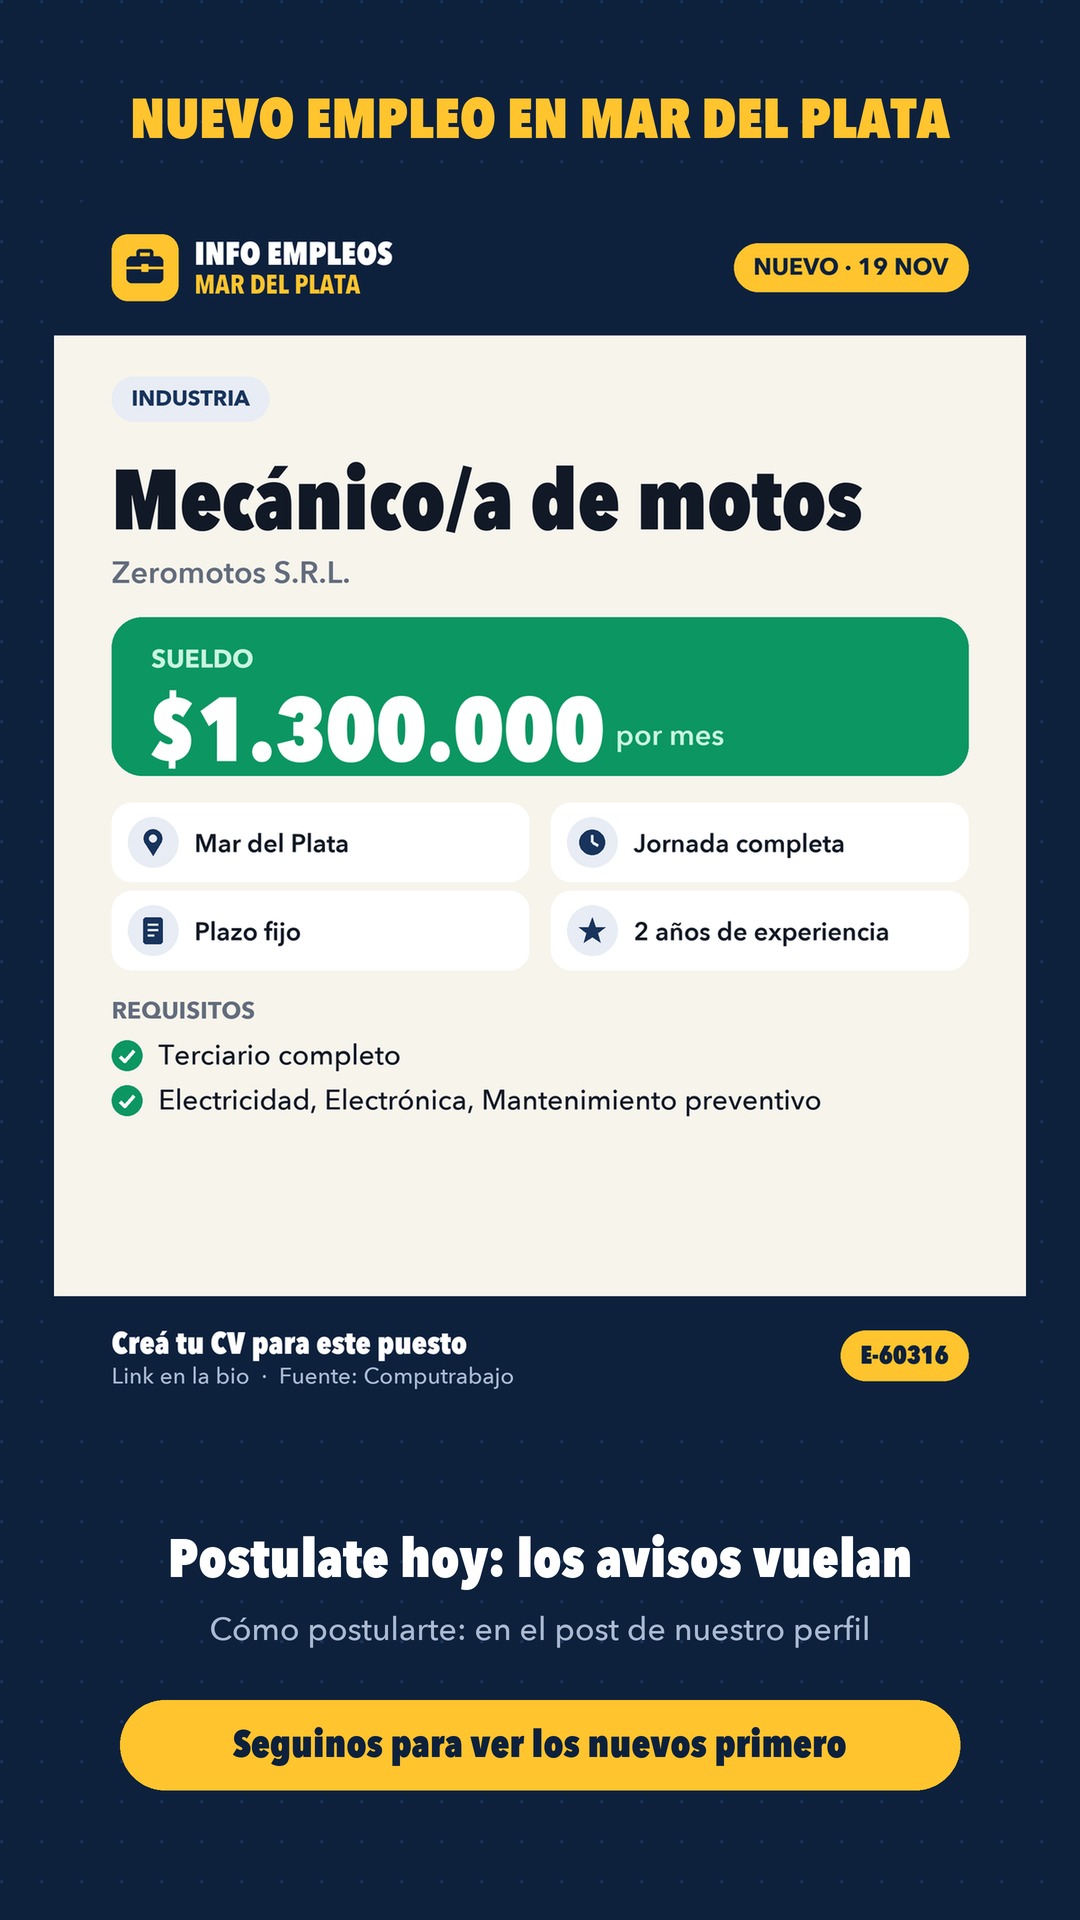 NUEVO EMPLEO EN MAR DEL PLATA
INFO EMPLEOS
MAR DEL PLATA
NUEVO · 19 NOV
INDUSTRIA
Mecánico/a de motos
Zeromotos S.R.L.
SUELDO
$1.300.000 por mes
Mar del Plata
Jornada completa
Plazo fijo
2 años de experiencia
REQUISITOS
Terciario completo
Electricidad, Electrónica, Mantenimiento preventivo
Creá tu CV para este puesto
Link en la bio · Fuente: Computrabajo
E-60316
Postulate hoy: los avisos vuelan
Cómo postularte: en el post de nuestro perfil
Seguinos para ver los nuevos primero